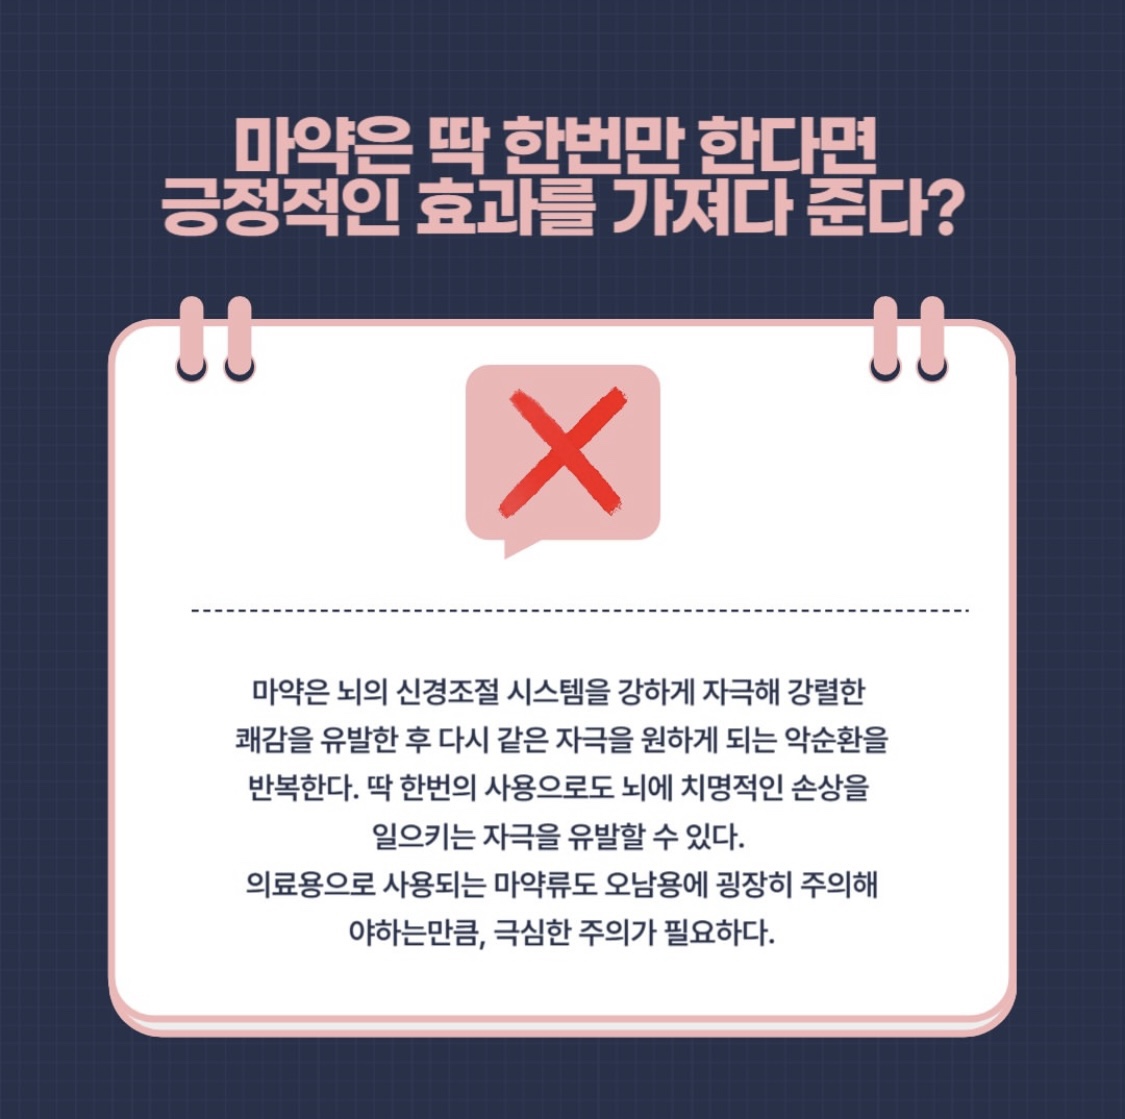 마약은 딱 한번만 한다면
긍정적인 효과를 가져다 준다?
마약은 뇌의 신경조절 시스템을 강하게 자극해 강렬한
쾌감을 유발한 후 다시 같은 자극을 원하게 되는 악순환을
반복한다. 딱 한번의 사용으로도 뇌에 치명적인 손상을
일으키는 자극을 유발할 수 있다.
의료용으로 사용되는 마약류도 오남용에 굉장히 주의해
야하는만큼, 극심한 주의가 필요하다.